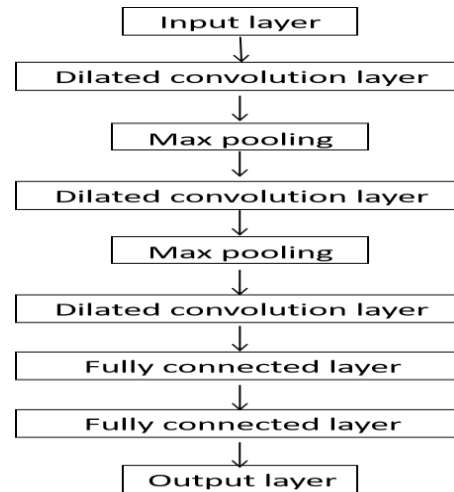 Input layer
Dilated convolution layer
Max pooling
Dilated convolution layer
Max pooling
Dilated convolution layer
Fully connected layer
Fully connected layer
Output layer